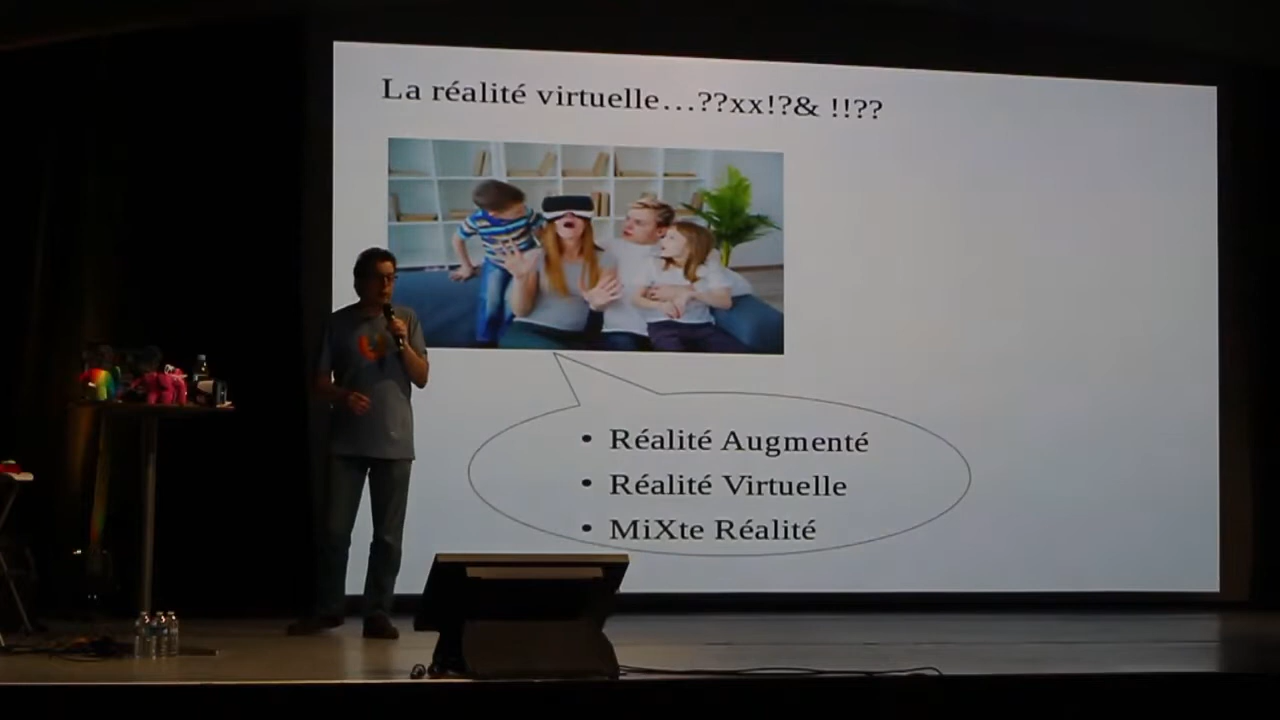 La réalité virtuelle…??xx!?& !!??
• Réalité Augmenté
• Réalité Virtuelle
• MiXte Réalité